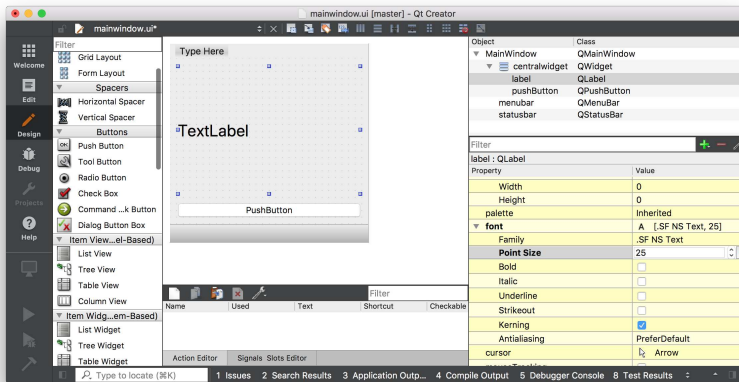 mainwindow.ui [master] - Qt Creator
mainwindow.ui*
Welcome
Edit
Design
Debug
Projects
Help
Filter
Grid Layout
Form Layout
Spacers
Horizontal Spacer
Vertical Spacer
Buttons
OK Push Button
Tool Button
Radio Button
Check Box
Command ...k Button
Dialog Button Box
Item View...el-Based)
List View
Tree View
Table View
Column View
Item Widg...em-Based)
List Widget
Tree Widget
Table Widget
Type Here
TextLabel
PushButton
Filter
Name Used Text Shortcut Checkable
Action Editor Signals Slots Editor
Object Class
MainWindow QMainWindow
centralwidget QWidget
label QLabel
pushButton QPushButton
menubar QMenuBar
statusbar QStatusBar
Filter
label : QLabel
Property Value
Width 0
Height 0
palette Inherited
font A [.SF NS Text, 25]
Family .SF NS Text
Point Size 25
Bold
Italic
Underline
Strikeout
Kerning
Antialiasing PreferDefault
cursor Arrow
Type to locate (⌘K) 1 Issues 2 Search Results 3 Application Outp... 4 Compile Output 5 Debugger Console 8 Test Results